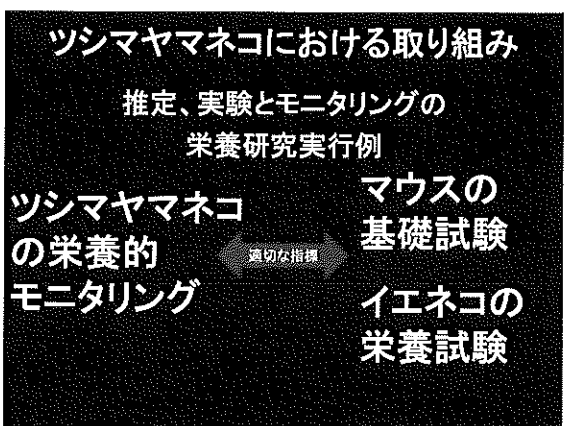 ツシマヤマネコにおける取り組み
推定、実験とモニタリングの
栄養研究実行例
ツシマヤマネコ
の栄養的
モニタリング
適切な指標
マウスの
基礎試験
イエネコの
栄養試験